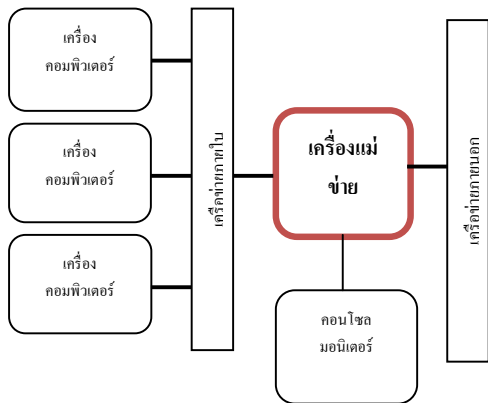 เครื่อง
คอมพิวเตอร์
เครื่อง
คอมพิวเตอร์
เครื่อง
คอมพิวเตอร์
เครือข่ายภายใน
เครื่องแม่
ข่าย
คอนโซล
มอนิเตอร์
เครือข่ายภายนอก